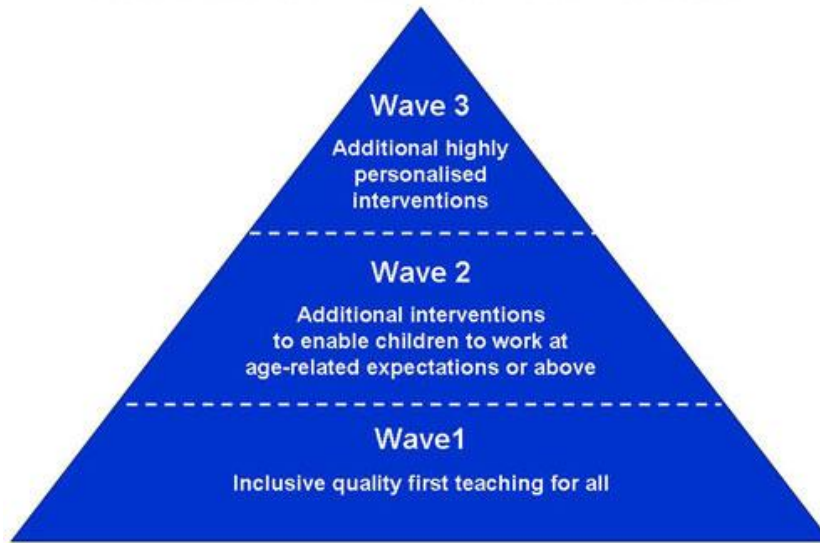 Wave 3
Additional highly
personalised
interventions
Wave 2
Additional interventions
to enable children to work at
age-related expectations or above
Wave1
Inclusive quality first teaching for all